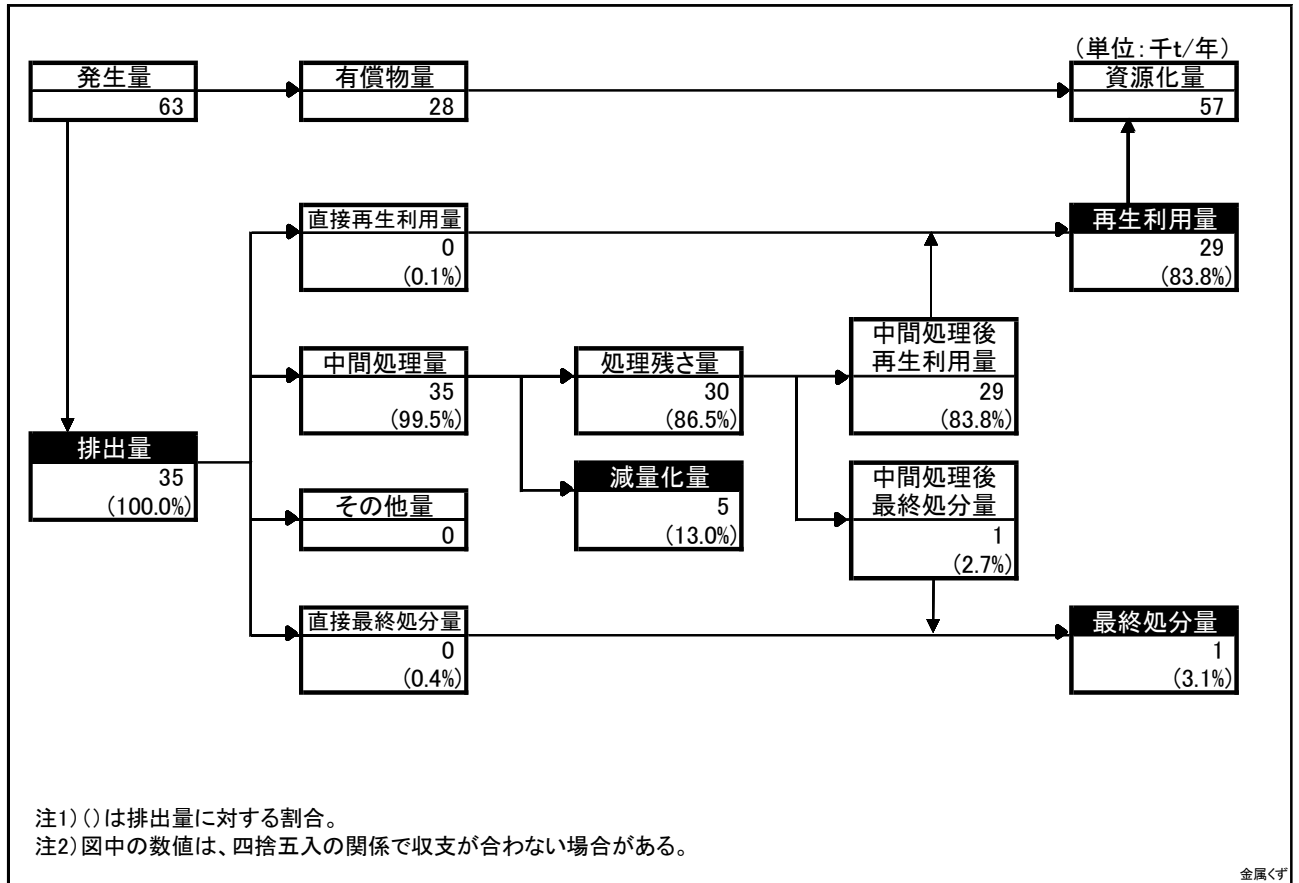 (単位:千t/年)
発生量
63
有償物量
28
資源化量
57
直接再生利用量
0
(0.1%)
再生利用量
29
(83.8%)
中間処理量
35
(99.5%)
処理残さ量
30
(86.5%)
中間処理後
再生利用量
29
(83.8%)
排出量
35
(100.0%)
減量化量
5
(13.0%)
中間処理後
最終処分量
1
(2.7%)
その他量
0
直接最終処分量
0
(0.4%)
最終処分量
1
(3.1%)
注1)()は排出量に対する割合。
注2)図中の数値は、四捨五入の関係で収支が合わない場合がある。
金属くず